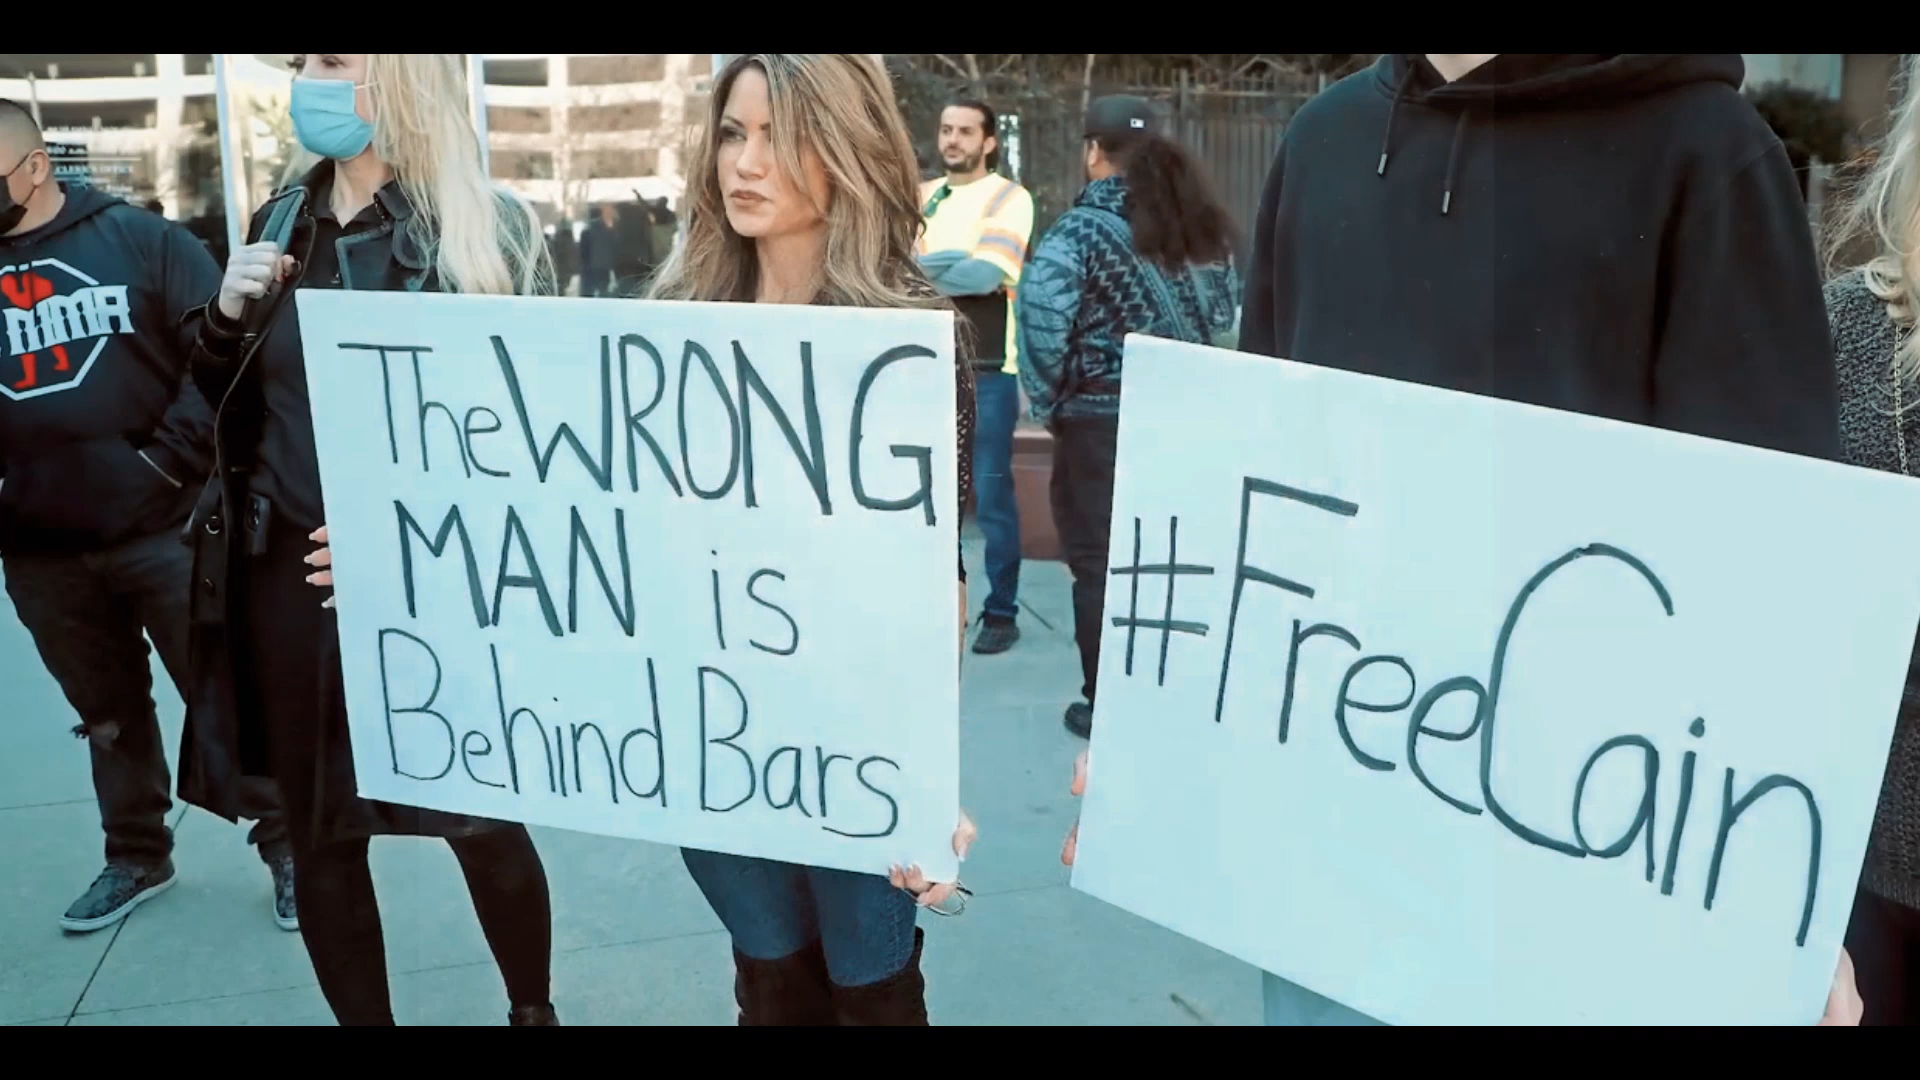 The WRONG
MAN is
Behind Bars
#FreeCain
MMA